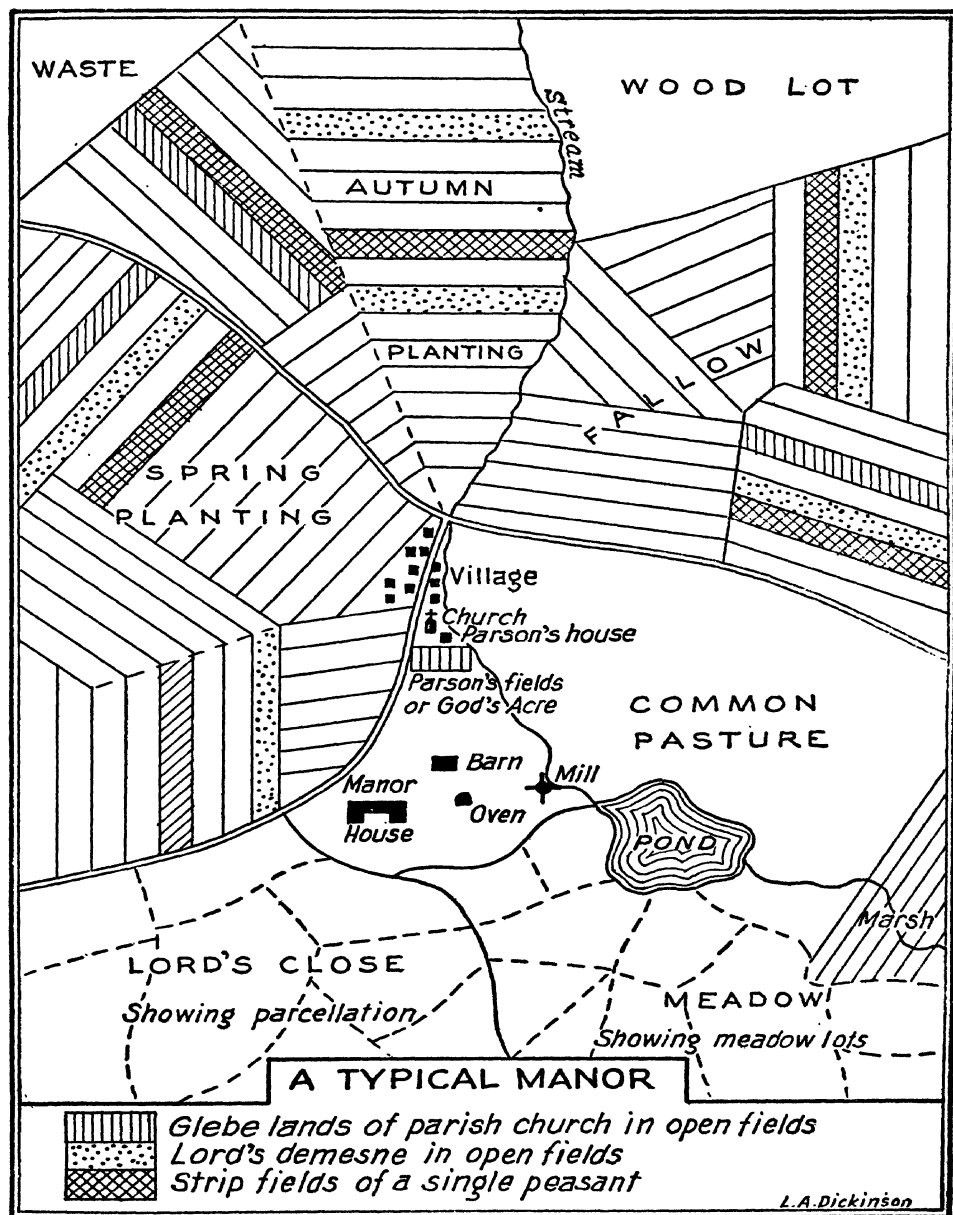 WASTE
WOOD LOT
Stream
AUTUMN
PLANTING
FALLOW
SPRING
PLANTING
Village
Church
Parson's house
Parson's fields
or God's Acre
COMMON
PASTURE
Barn
Mill
Manor
House
Oven
POND
Marsh
LORD'S CLOSE
Showing parcellation
MEADOW
Showing meadow lots
A TYPICAL MANOR
Glebe lands of parish church in open fields
Lord's demesne in open fields
Strip fields of a single peasant
L.A.Dickinson